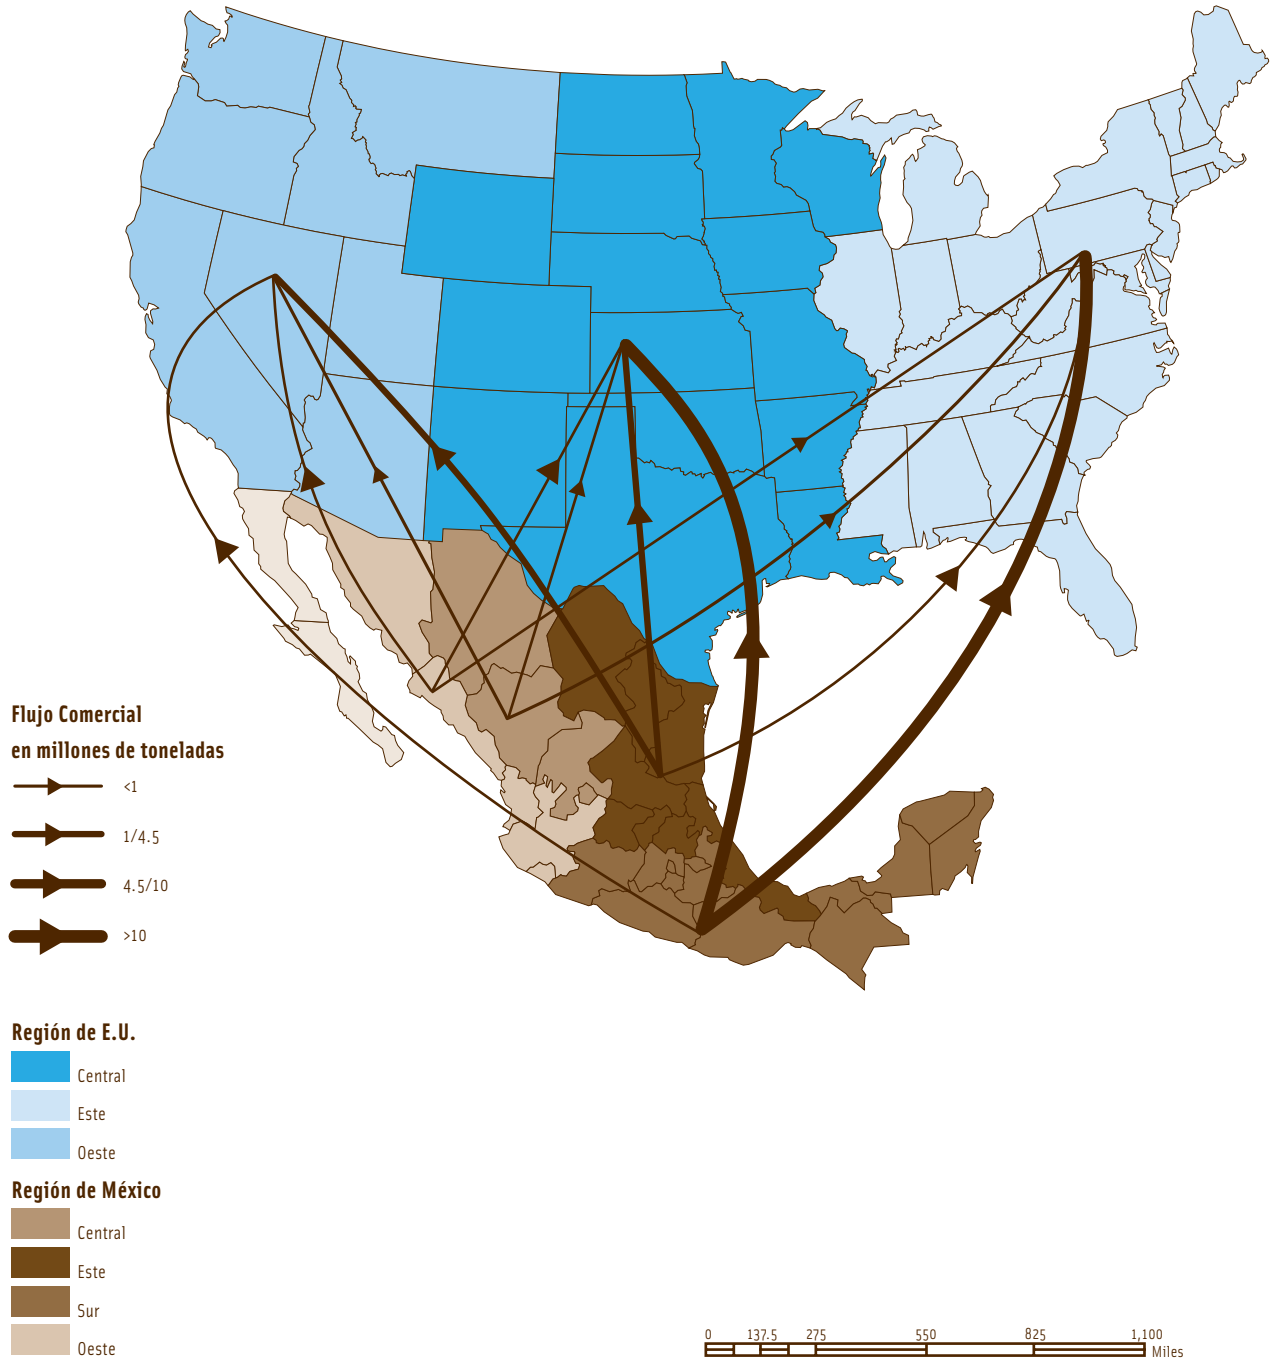 Flujo Comercial
en millones de toneladas
<1
1/4.5
4.5/10
>10
Región de E.U.
Central
Este
Oeste
Región de México
Central
Este
Sur
Oeste
0 137.5 275 550 825 1,100
Miles